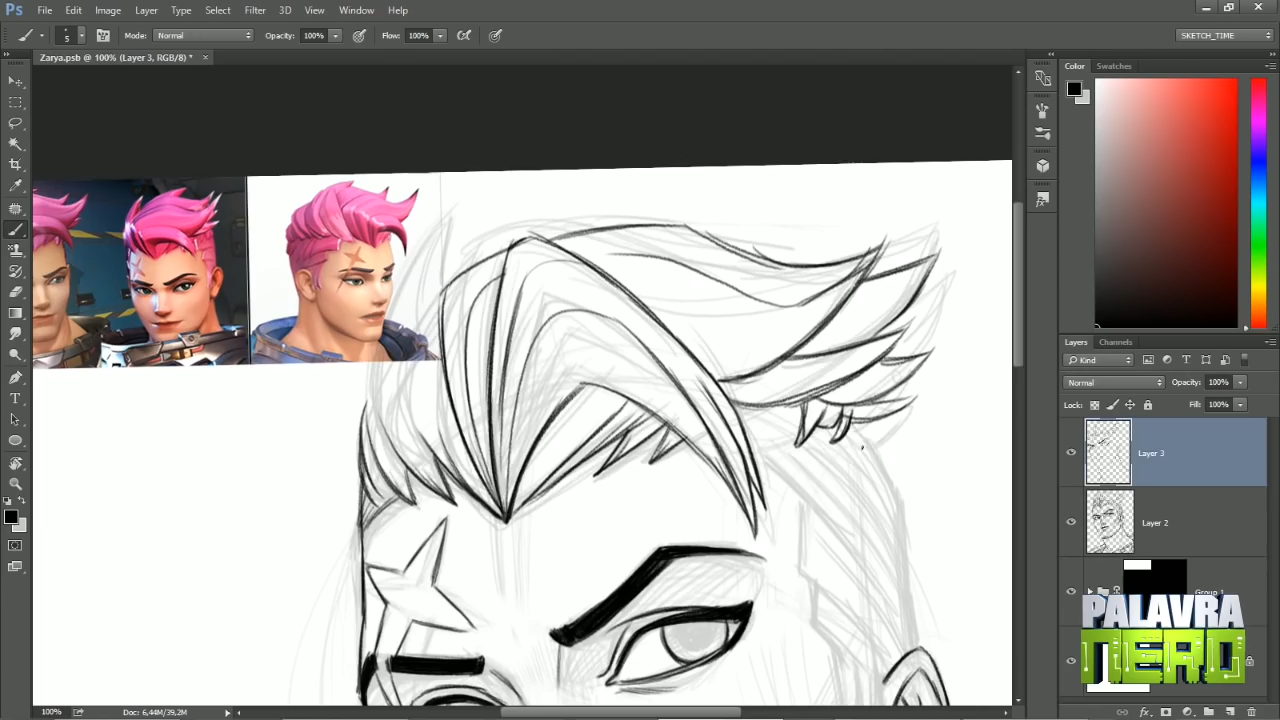 Ps File Edit Image Layer Type Select Filter 3D View Window Help
5 Mode: Normal Opacity: 100% Flow: 100% SKETCH_TIME
Zarya.psb @ 100% (Layer 3, RGB/8) * ×
Color Swatches
Layers Channels
Kind
Normal Opacity: 100%
Lock: Fill: 100%
Layer 3
Layer 2
Group 1
PALAVRA
NERD
100% Doc: 6,44M/39,2M